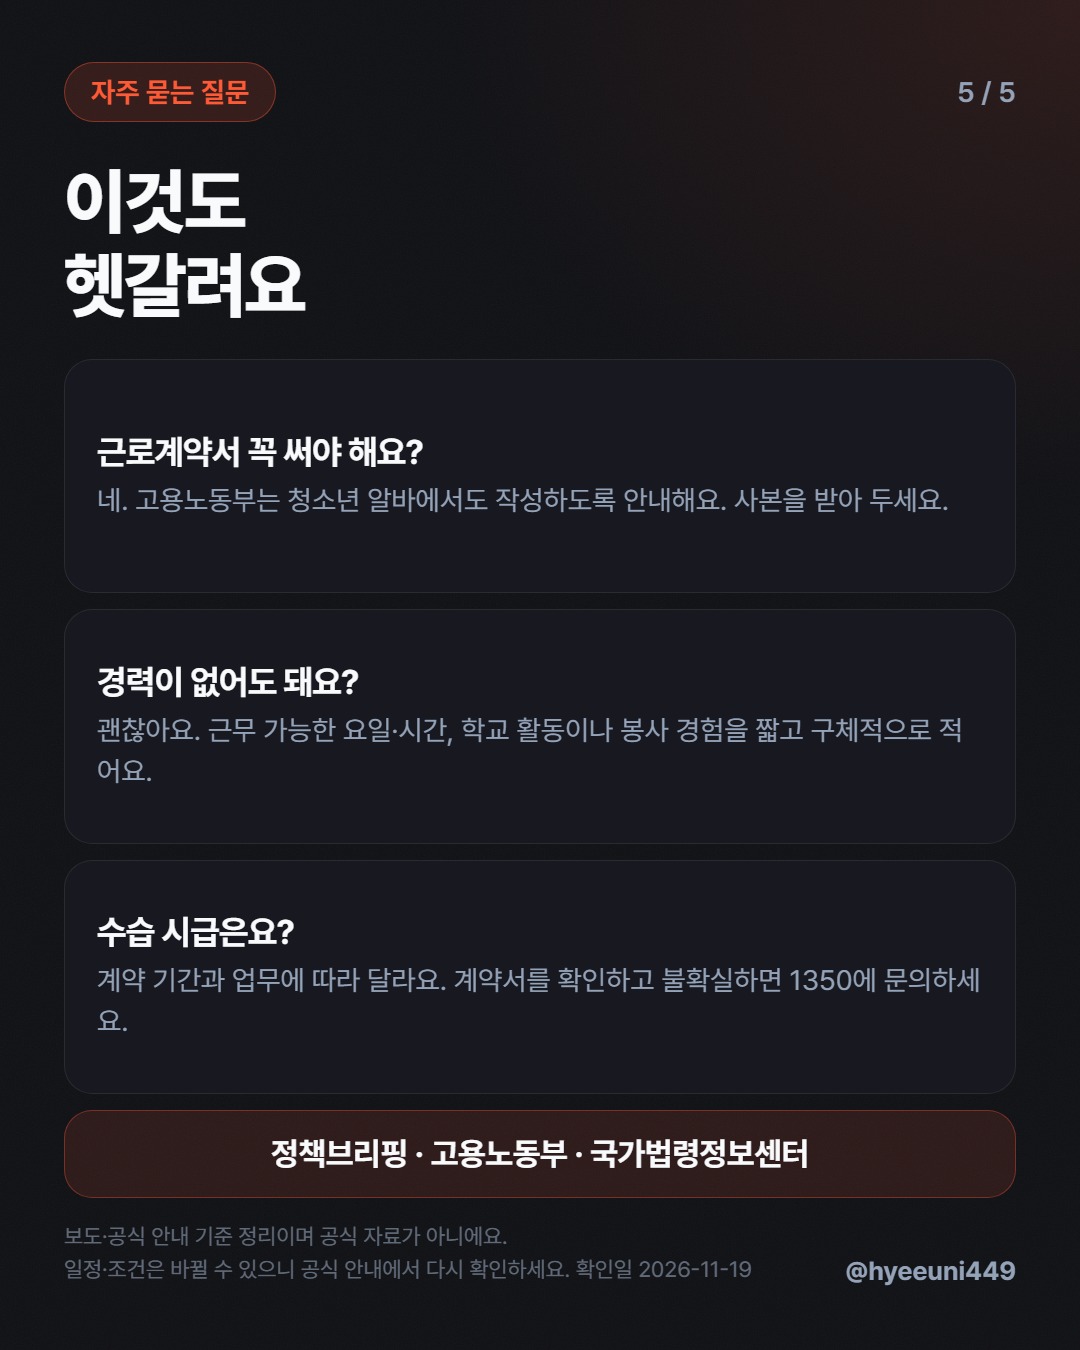 자주 묻는 질문
5 / 5
이것도
헷갈려요
근로계약서 꼭 써야 해요?
네. 고용노동부는 청소년 알바에서도 작성하도록 안내해요. 사본을 받아 두세요.
경력이 없어도 돼요?
괜찮아요. 근무 가능한 요일·시간, 학교 활동이나 봉사 경험을 짧고 구체적으로 적
어요.
수습 시급은요?
계약 기간과 업무에 따라 달라요. 계약서를 확인하고 불확실하면 1350에 문의하세
요.
정책브리핑 · 고용노동부 · 국가법령정보센터
보도·공식 안내 기준 정리이며 공식 자료가 아니에요.
일정·조건은 바뀔 수 있으니 공식 안내에서 다시 확인하세요. 확인일 2026-11-19
@hyeeuni449